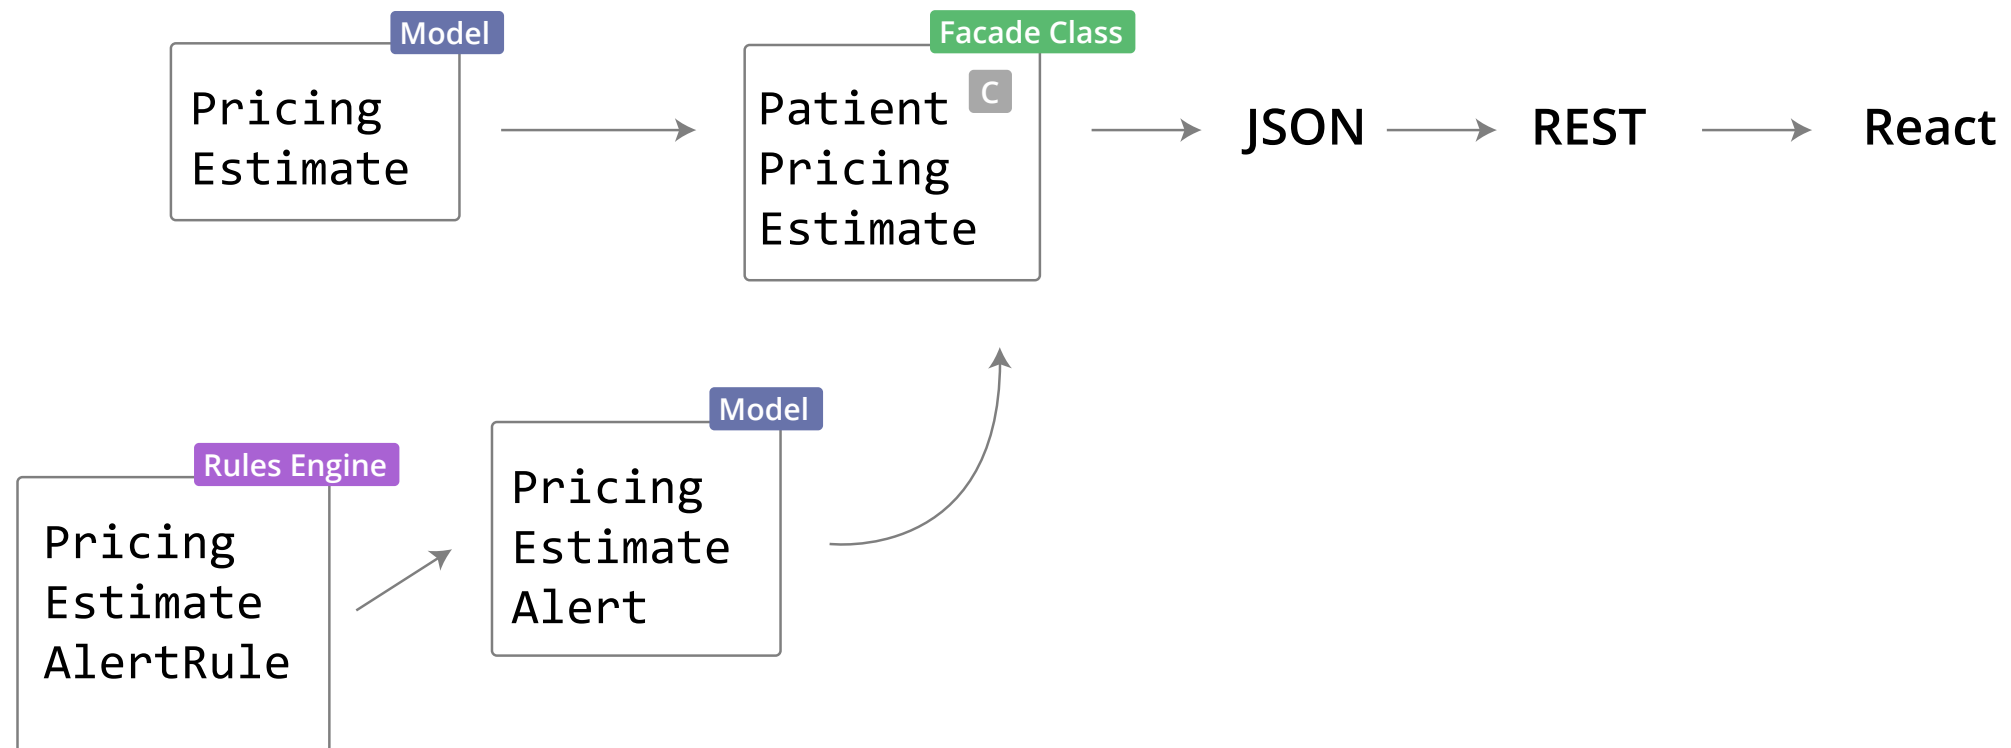 Model
Pricing
Estimate
Facade Class
C
Patient
Pricing
Estimate
JSON
REST
React
Model
Pricing
Estimate
Alert
Rules Engine
Pricing
Estimate
AlertRule